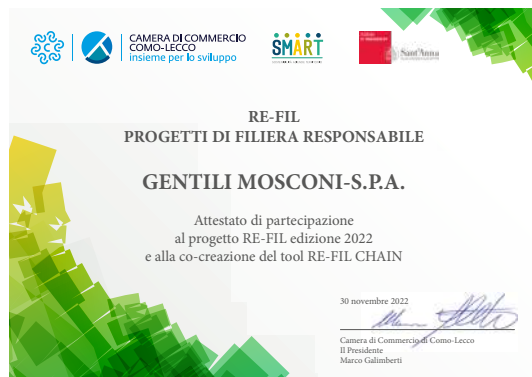 CAMERA DI COMMERCIO
COMO-LECCO
insieme per lo sviluppo
SMART
Sant'Anna
RE-FIL
PROGETTI DI FILIERA RESPONSABILE
GENTILI MOSCONI-S.P.A.
Attestato di partecipazione
al progetto RE-FIL edizione 2022
e alla co-creazione del tool RE-FIL CHAIN
30 novembre 2022
Camera di Commercio di Como-Lecco
Il Presidente
Marco Galimberti